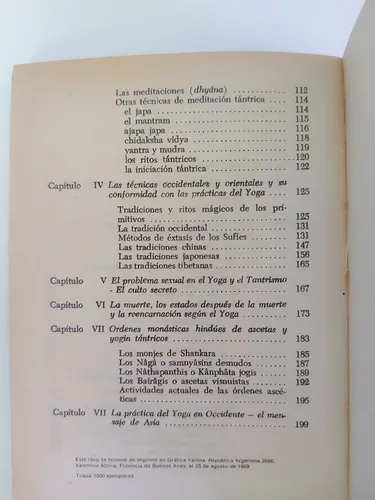 Las meditaciones (dhyâna) ............ 112
Otras técnicas de meditación tántrica .... 114
el japa ........................ 114
el mantram .................... 115
ajapa japa ..................... 116
chidaksha vidya ................ 118
yantra y mudra ................ 119
los ritos tántricos ............. 120
la iniciación tántrica ........... 122
Capítulo IV Las técnicas occidentales y orientales y su
conformidad con las prácticas del Yoga .... 125
Tradiciones y ritos mágicos de los pri-
mitivos ......................... 125
La tradición occidental ............. 131
Métodos de éxtasis de los Sufíes ...... 131
Las tradiciones chinas .............. 147
Las tradiciones japonesas ........... 156
Las tradiciones tibetanas ........... 165
Capítulo V El problema sexual en el Yoga y el Tantrismo
- El culto secreto ................... 167
Capítulo VI La muerte, los estados después de la muerte
y la reencarnación según el Yoga ....... 173
Capítulo VII Ordenes monásticas hindúes de ascetas y
yogin tántricos ..................... 183
Los monjes de Shankara ............. 185
Los Nâgâ o samnyâsins desnudos ...... 187
Los Nâthapanthis o Kânphâta jogis .... 189
Los Bairâgis o ascetas vismuistas ...... 192
Actividades actuales de las órdenes ascé-
ticas ........................... 195
Capítulo VII La práctica del Yoga en Occidente — el men-
saje de Asia ....................... 199
Este libro se terminó de imprimir en Gráfica Yanina, República Argentina 2686,
Valentina Alsina, Provincia de Buenos Aires, el 25 de agosto de 1989
Tirada 1000 ejemplares